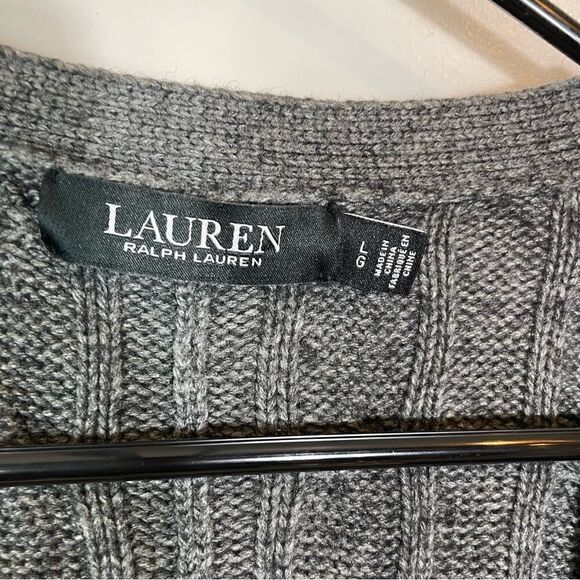 LAUREN
RALPH LAUREN
L
G
MADE IN
CHINA
FABRIQUÉ EN
CHINE